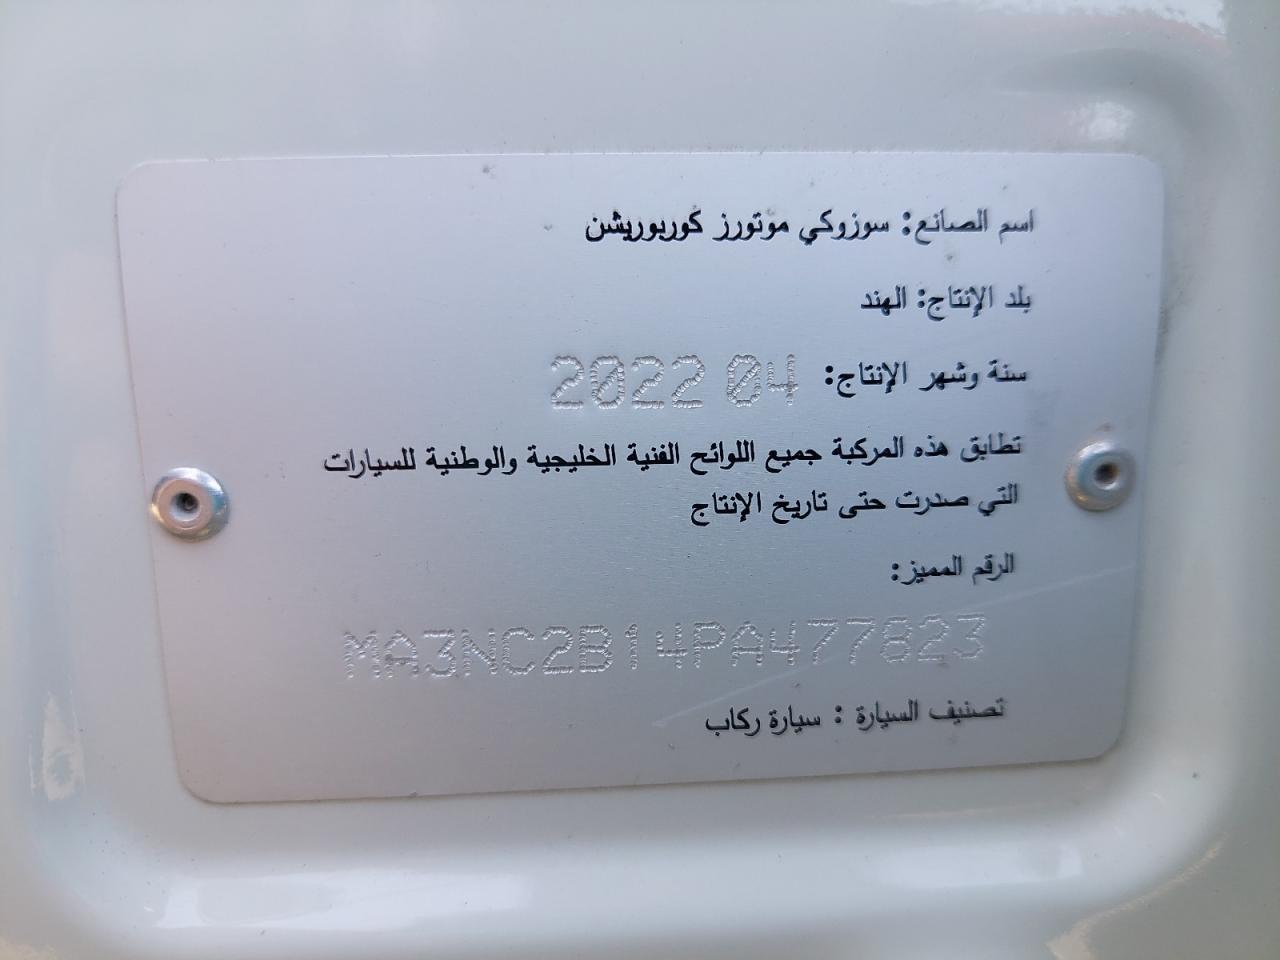 اسم الصانع: سوزوكي موتورز كوربوريشن
بلد الإنتاج: الهند
سنة وشهر الإنتاج: 2022 04
تطابق هذه المركبة جميع اللوائح الفنية الخليجية والوطنية للسيارات
التي صدرت حتى تاريخ الإنتاج
الرقم المميز:
MA3NC2B14PA477823
تصنيف السيارة : سيارة ركاب